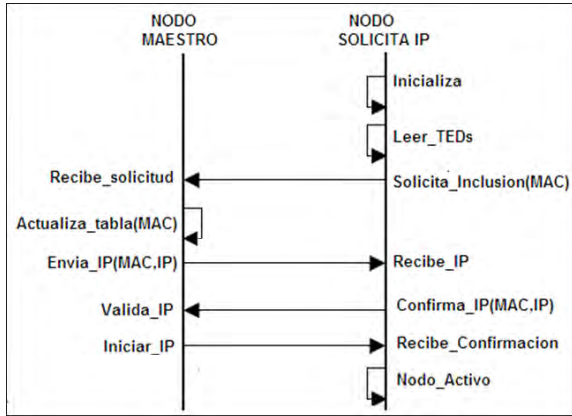 NODO
MAESTRO
NODO
SOLICITA IP
Inicializa
Leer_TEDs
Recibe_solicitud
Solicita_Inclusion(MAC)
Actualiza_tabla(MAC)
Envia_IP(MAC,IP)
Recibe_IP
Valida_IP
Confirma_IP(MAC,IP)
Iniciar_IP
Recibe_Confirmacion
Nodo_Activo